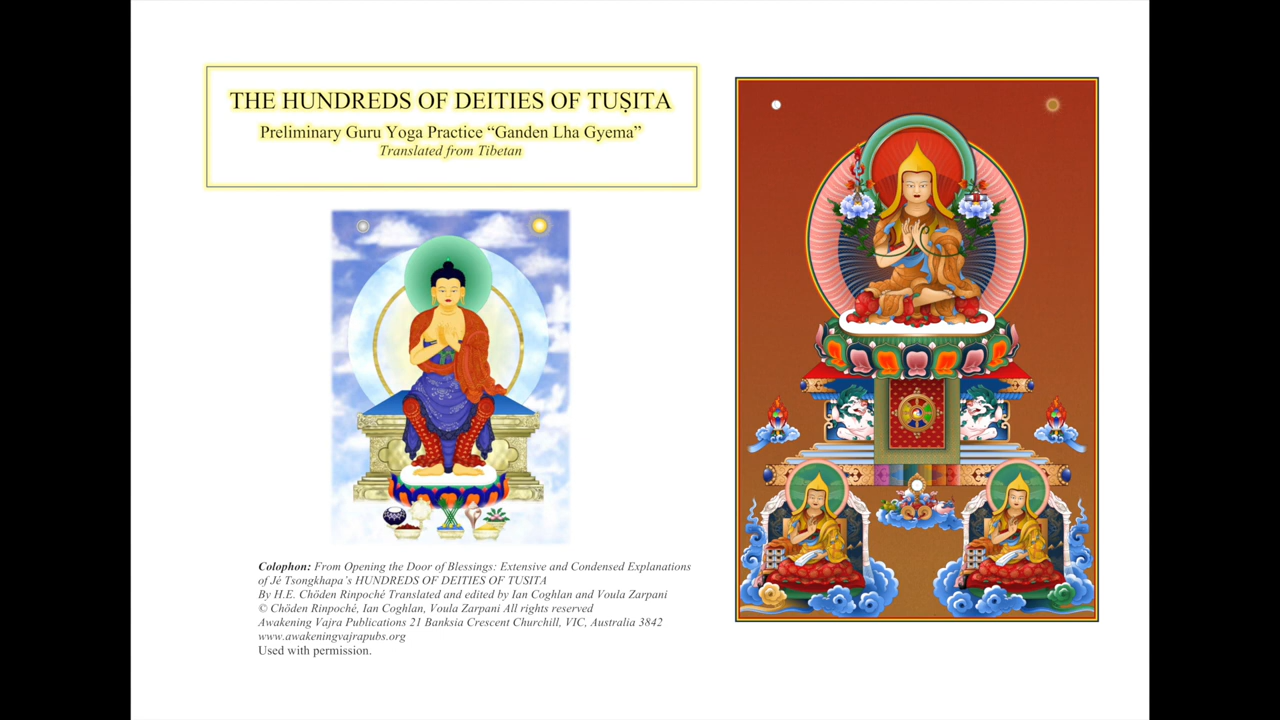 THE HUNDREDS OF DEITIES OF TUṢITA
Preliminary Guru Yoga Practice “Ganden Lha Gyema”
Translated from Tibetan
Colophon: From Opening the Door of Blessings: Extensive and Condensed Explanations
of Jé Tsongkhapa’s HUNDREDS OF DEITIES OF TUSITA
By H.E. Chöden Rinpoché Translated and edited by Ian Coghlan and Voula Zarpani
© Chöden Rinpoché, Ian Coghlan, Voula Zarpani All rights reserved
Awakening Vajra Publications 21 Banksia Crescent Churchill, VIC, Australia 3842
www.awakeningvajrapubs.org
Used with permission.